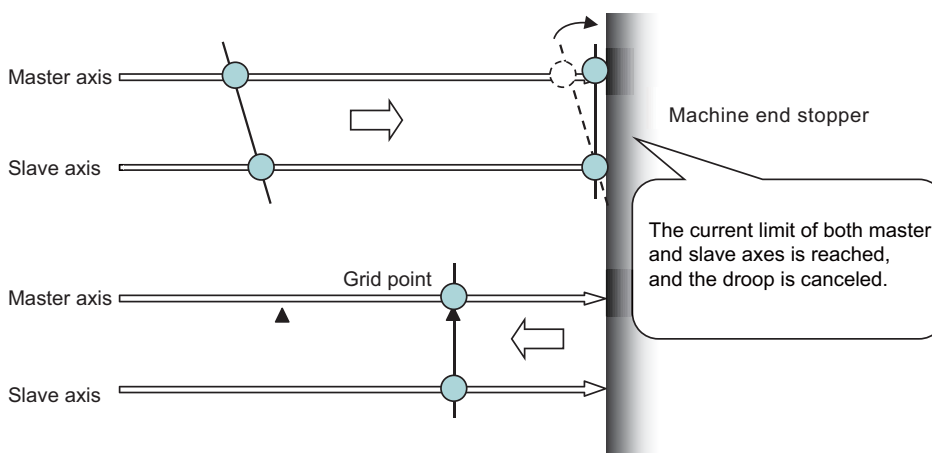 Master axis
Machine end stopper
Slave axis
The current limit of both master
and slave axes is reached,
and the droop is canceled.
Grid point
Master axis
Slave axis